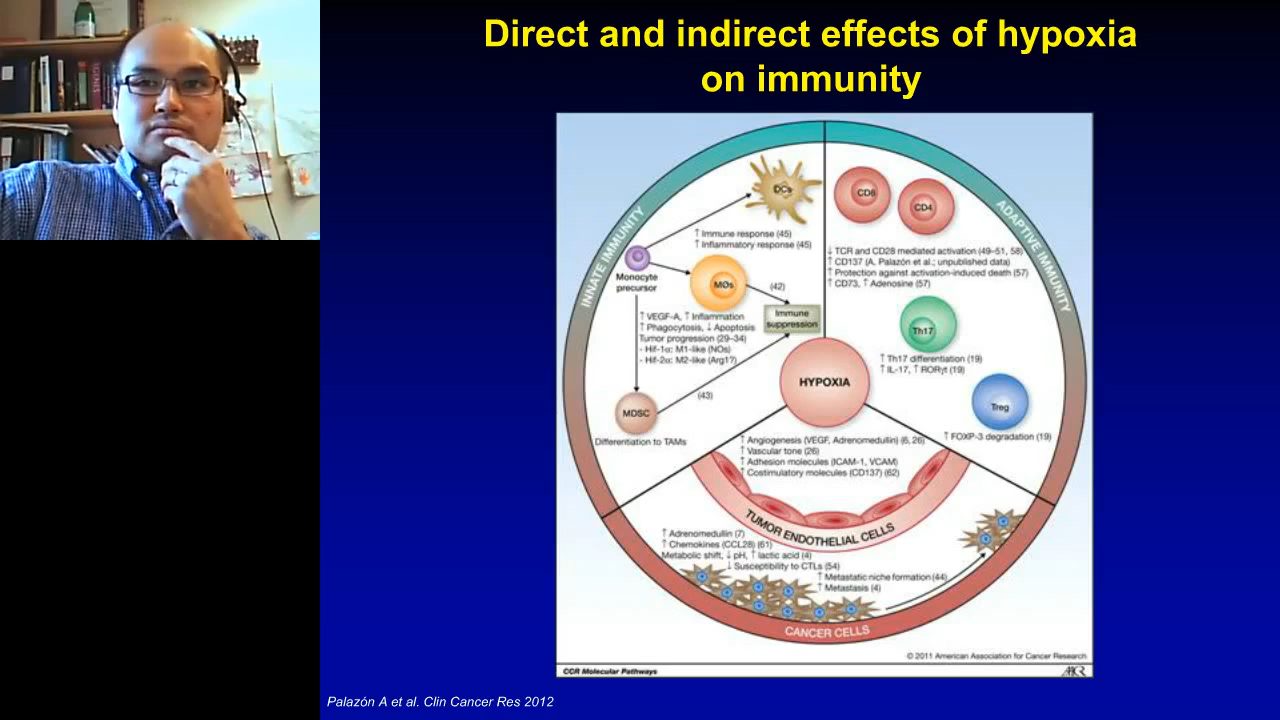 Direct and indirect effects of hypoxia
on immunity
INNATE IMMUNITY
ADAPTIVE IMMUNITY
DCs
↑ Immune response (45)
↑ Inflammatory response (45)
Monocyte
precursor
MØs
(42)
Immune
suppression
↑ VEGF-A, ↑ Inflammation
↑ Phagocytosis, ↓ Apoptosis
Tumor progression (29–34)
- Hif-1α: M1-like (NOs)
- Hif-2α: M2-like (Arg1?)
(43)
MDSC
Differentiation to TAMs
CD8
CD4
↓ TCR and CD28 mediated activation (49–51, 58)
↑ CD137 (A. Palazón et al.; unpublished data)
↑ Protection against activation-induced death (57)
↑ CD73, ↑ Adenosine (57)
Th17
↑ Th17 differentiation (19)
↑ IL-17, ↑ RORγt (19)
Treg
↑ FOXP-3 degradation (19)
HYPOXIA
↑ Angiogenesis (VEGF, Adrenomedullin) (6, 26)
↑ Vascular tone (26)
↑ Adhesion molecules (ICAM-1, VCAM)
↑ Costimulatory molecules (CD137) (62)
TUMOR ENDOTHELIAL CELLS
↑ Adrenomedullin (7)
↑ Chemokines (CCL28) (61)
Metabolic shift, ↓ pH, ↑ lactic acid (4)
↓ Susceptibility to CTLs (54)
↑ Metastatic niche formation (44)
↑ Metastasis (4)
CANCER CELLS
© 2011 American Association for Cancer Research
CCR Molecular Pathways
AACR
Palazón A et al. Clin Cancer Res 2012